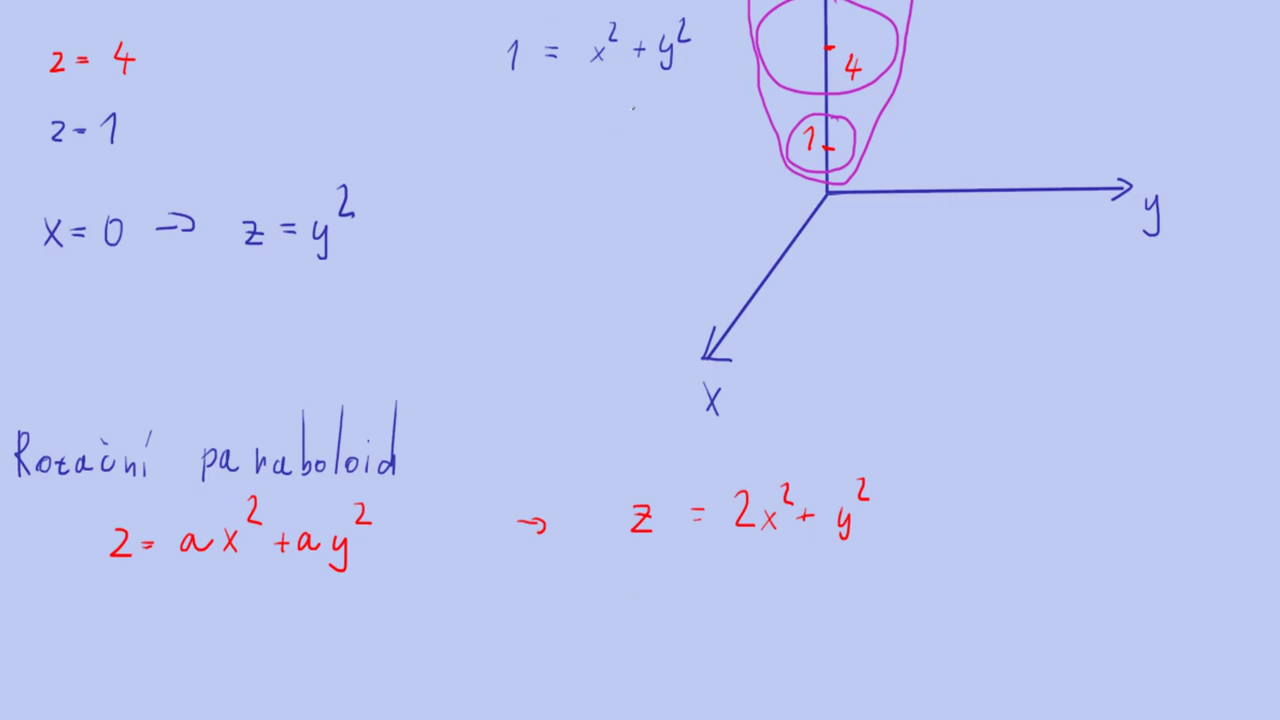 z = 4
1 = x² + y²
4
z = 1
1
x = 0 → z = y²
y
x
Rotační paraboloid
z = ax² + ay² → z = 2x² + y²